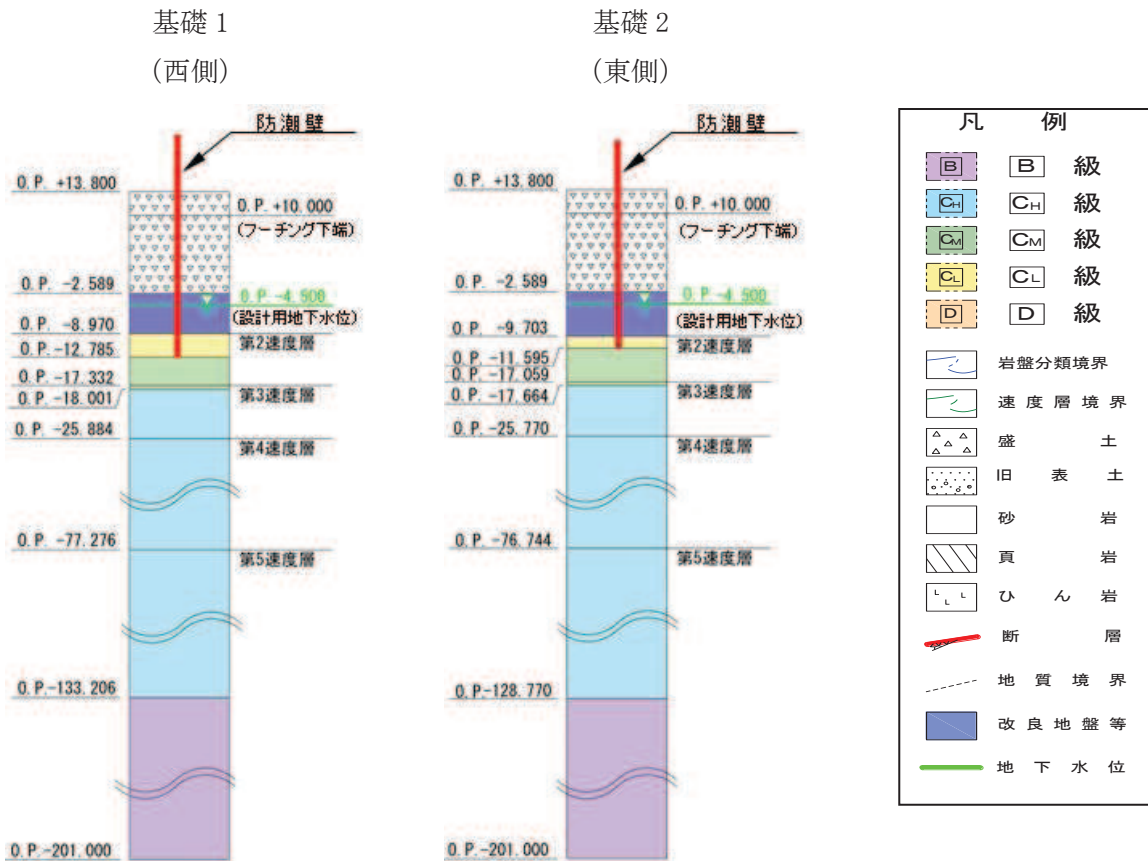 基礎1
(西側)
防潮壁
O.P. +13.800
O.P. +10.000
(フーチング下端)
O.P. -2.589
O.P. -4.500
(設計用地下水位)
O.P. -8.970
第2速度層
O.P. -12.785
O.P. -17.332
O.P. -18.001
第3速度層
O.P. -25.884
第4速度層
O.P. -77.276
第5速度層
O.P.-133.206
O.P.-201.000
基礎2
(東側)
防潮壁
O.P. +13.800
O.P. +10.000
(フーチング下端)
O.P. -2.589
O.P. -4.500
(設計用地下水位)
O.P. -9.703
第2速度層
O.P. -11.595
O.P. -17.059
O.P. -17.664
第3速度層
O.P. -25.770
第4速度層
O.P. -76.744
第5速度層
O.P.-128.770
O.P.-201.000
凡 例
B B 級
CH CH 級
CM CM 級
CL CL 級
D D 級
岩盤分類境界
速度層境界
盛土
旧表土
砂岩
頁岩
ひん岩
断層
地質境界
改良地盤等
地下水位